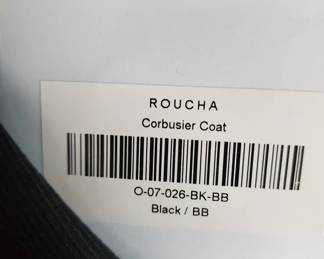 ROUCHA
Corbusier Coat
O-07-026-BK-BB
Black / BB